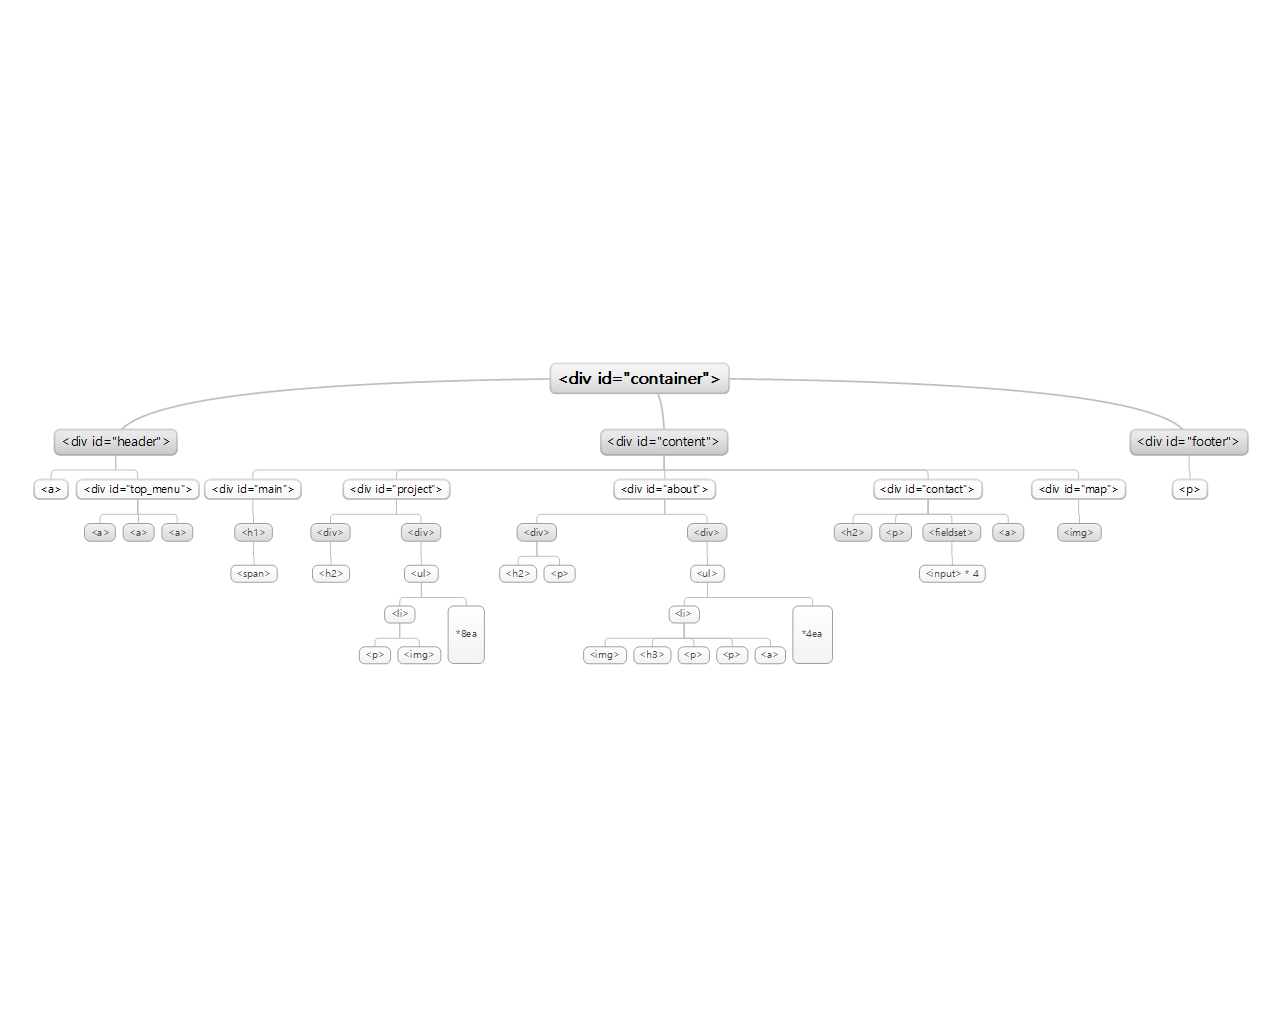 <div id="container">
<div id="header"> <div id="content"> <div id="footer">
<a> <div id="top_menu"> <div id="main"> <div id="project"> <div id="about"> <div id="contact"> <div id="map"> <p>
<a> <a> <a> <h1> <div> <div> <div> <div> <h2> <p> <fieldset> <a> <img>
<span> <h2> <ul> <h2> <p> <ul> <input> * 4
<li> <li>
*8ea *4ea
<p> <img> <img> <h3> <p> <p> <a>